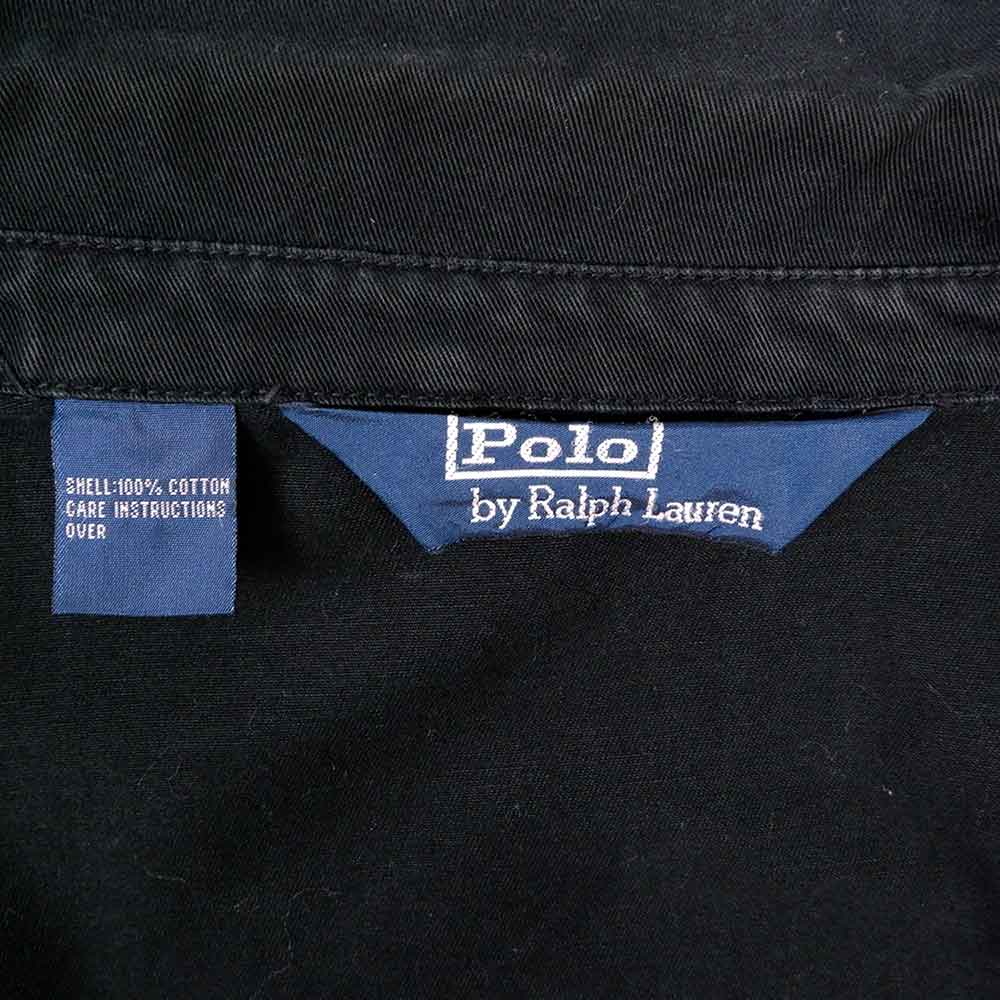 SHELL:100% COTTON
CARE INSTRUCTIONS
OVER
Polo
by Ralph Lauren